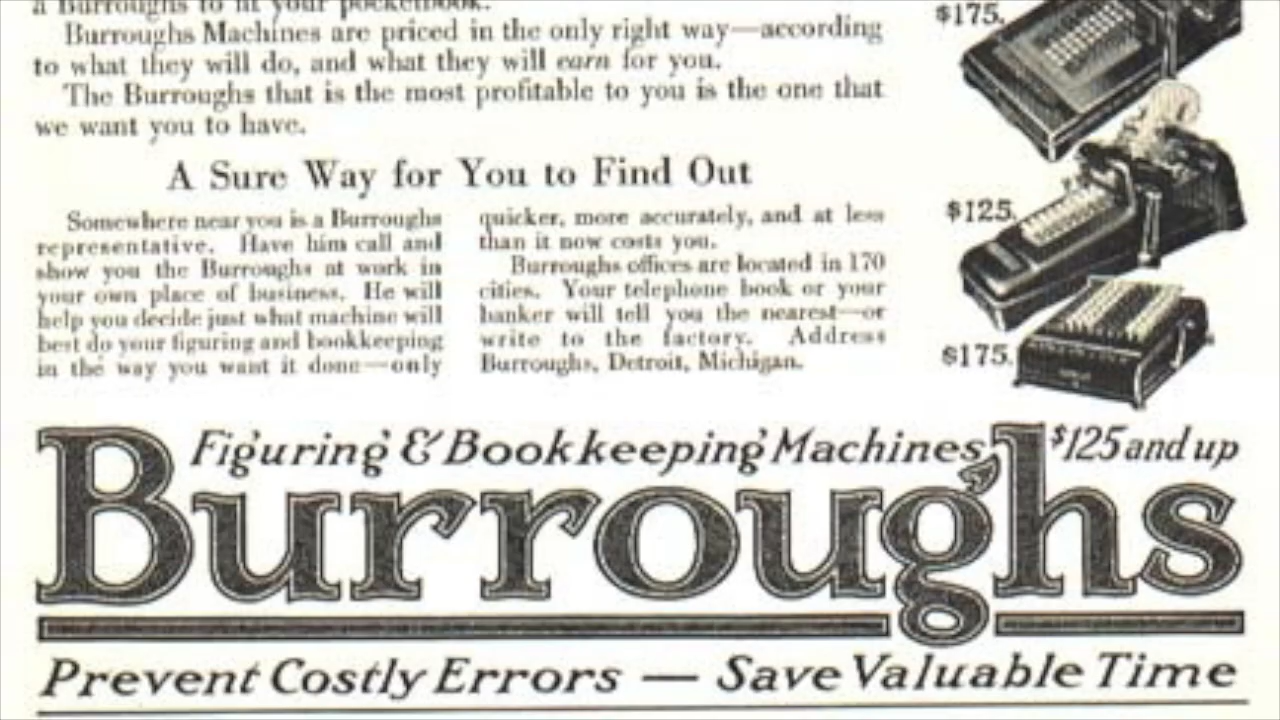 a Burroughs to fit your pocketbook.
Burroughs Machines are priced in the only right way—according
to what they will do, and what they will earn for you.
The Burroughs that is the most profitable to you is the one that
we want you to have.
A Sure Way for You to Find Out
Somewhere near you is a Burroughs
representative. Have him call and
show you the Burroughs at work in
your own place of business. He will
help you decide just what machine will
best do your figuring and bookkeeping
in the way you want it done—only
quicker, more accurately, and at less
than it now costs you.
Burroughs offices are located in 170
cities. Your telephone book or your
banker will tell you the nearest—or
write to the factory. Address
Burroughs, Detroit, Michigan.
$175.
$125.
$175.
Figuring & Bookkeeping Machines
$125 and up
Burroughs
Prevent Costly Errors — Save Valuable Time